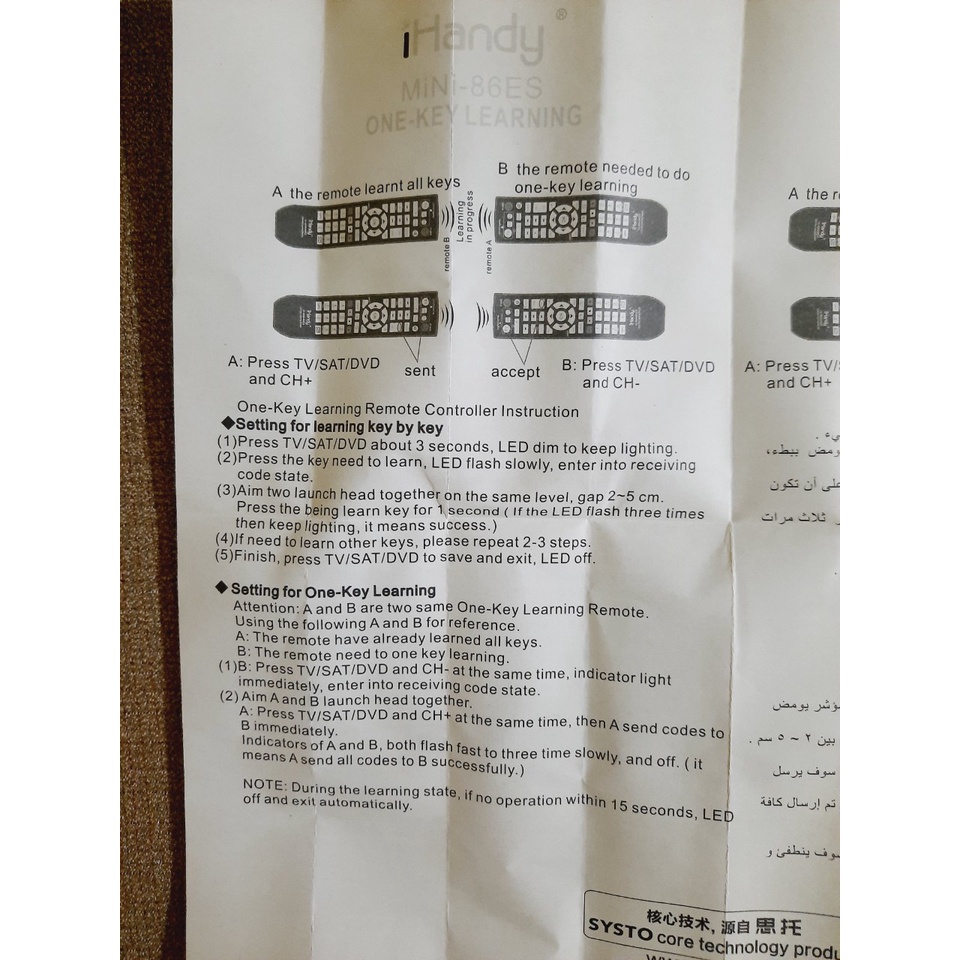 iHandy®
MiNi-86ES
ONE-KEY LEARNING
A the remote learnt all keys
B the remote needed to do
one-key learning
Learning
in progress
remote B
remote A
A: Press TV/SAT/DVD
and CH+
sent
accept
B: Press TV/SAT/DVD
and CH-
One-Key Learning Remote Controller Instruction
◆Setting for learning key by key
(1)Press TV/SAT/DVD about 3 seconds, LED dim to keep lighting.
(2)Press the key need to learn, LED flash slowly, enter into receiving
code state.
(3)Aim two launch head together on the same level, gap 2~5 cm.
Press the being learn key for 1 second ( If the LED flash three times
then keep lighting, it means success.)
(4)If need to learn other keys, please repeat 2-3 steps.
(5)Finish, press TV/SAT/DVD to save and exit, LED off.
◆ Setting for One-Key Learning
Attention: A and B are two same One-Key Learning Remote.
Using the following A and B for reference.
A: The remote have already learned all keys.
B: The remote need to one key learning.
(1)B: Press TV/SAT/DVD and CH- at the same time, indicator light
immediately, enter into receiving code state.
(2) Aim A and B launch head together.
A: Press TV/SAT/DVD and CH+ at the same time, then A send codes to
B immediately.
Indicators of A and B, both flash fast to three time slowly, and off. ( it
means A send all codes to B successfully.)
NOTE: During the learning state, if no operation within 15 seconds, LED
off and exit automatically.
A the r
A: Press TV/
and CH+
ببطء،
على أن تكون
ثلاث مرات
يومض
بين ٢ ~ ٥ سم .
سوف يرسل
تم إرسال كافة
سوف ينطفئ و
核心技术, 源自 思托
SYSTO core technology produ